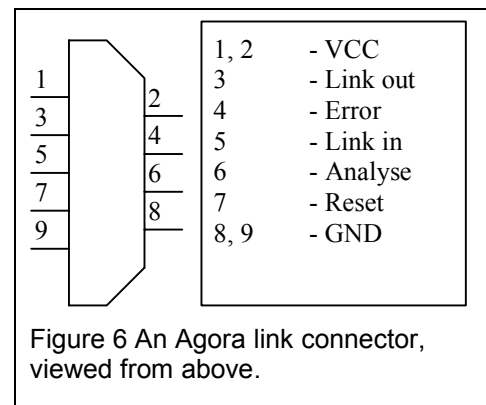 1
3
5
7
9
2
4
6
8
1, 2 - VCC
3 - Link out
4 - Error
5 - Link in
6 - Analyse
7 - Reset
8, 9 - GND
Figure 6 An Agora link connector,
viewed from above.